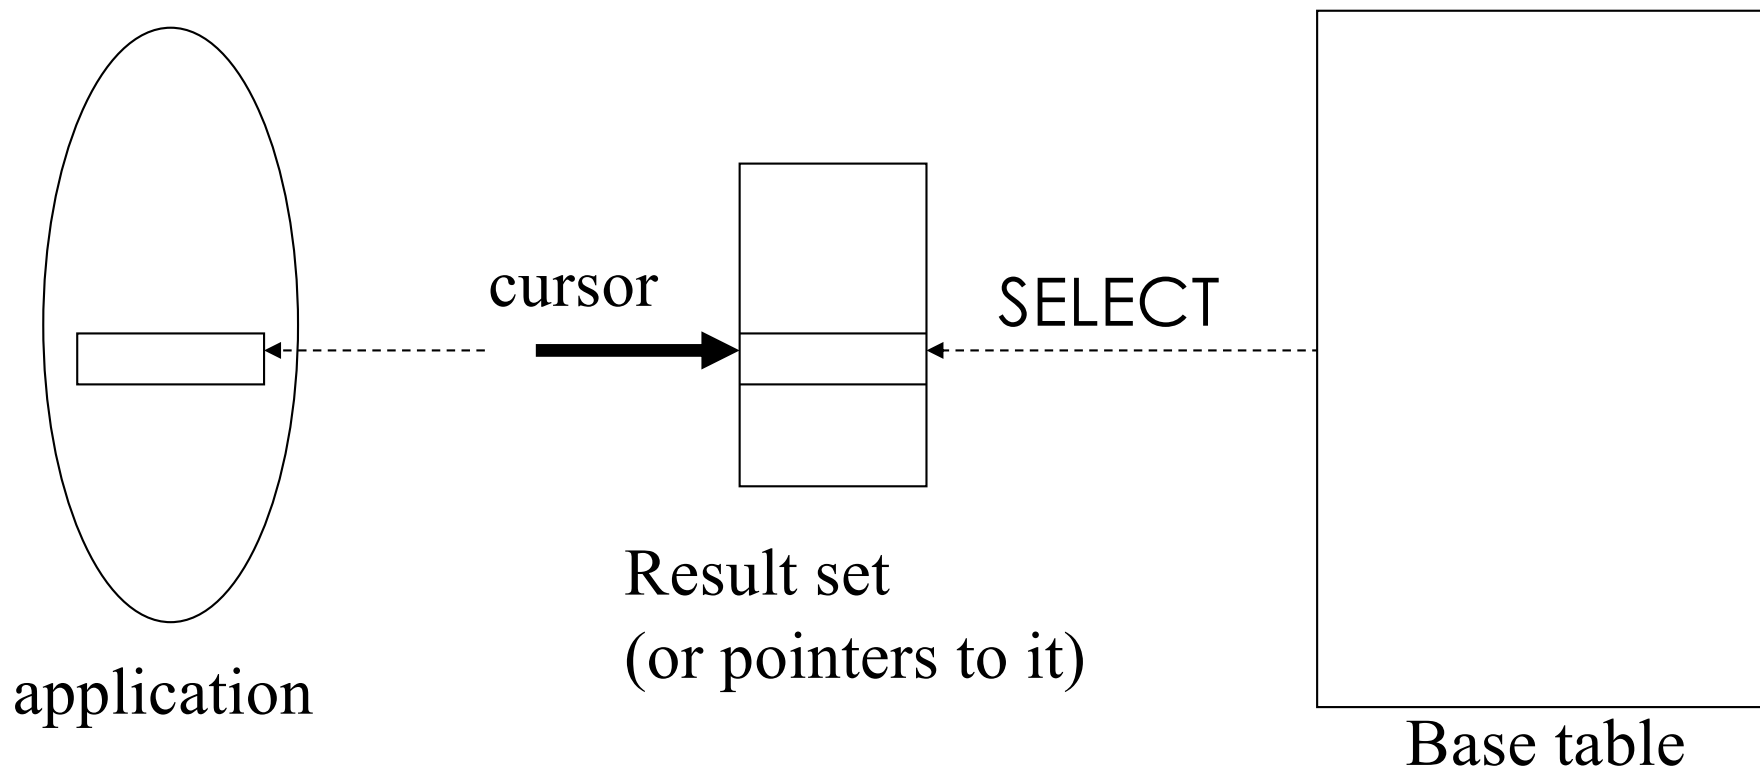 cursor
SELECT
Result set
(or pointers to it)
application
Base table